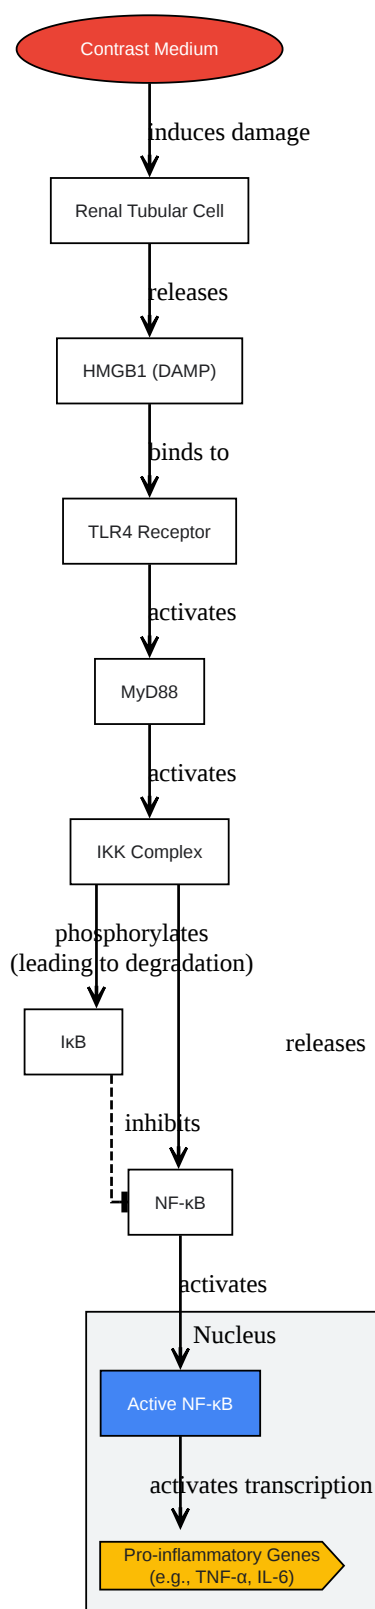 Contrast Medium
induces damage
Renal Tubular Cell
releases
HMGB1 (DAMP)
binds to
TLR4 Receptor
activates
MyD88
activates
IKK Complex
phosphorylates
(leading to degradation)
IκB
releases
inhibits
NF-κB
activates
Nucleus
Active NF-κB
activates transcription
Pro-inflammatory Genes
(e.g., TNF-α, IL-6)